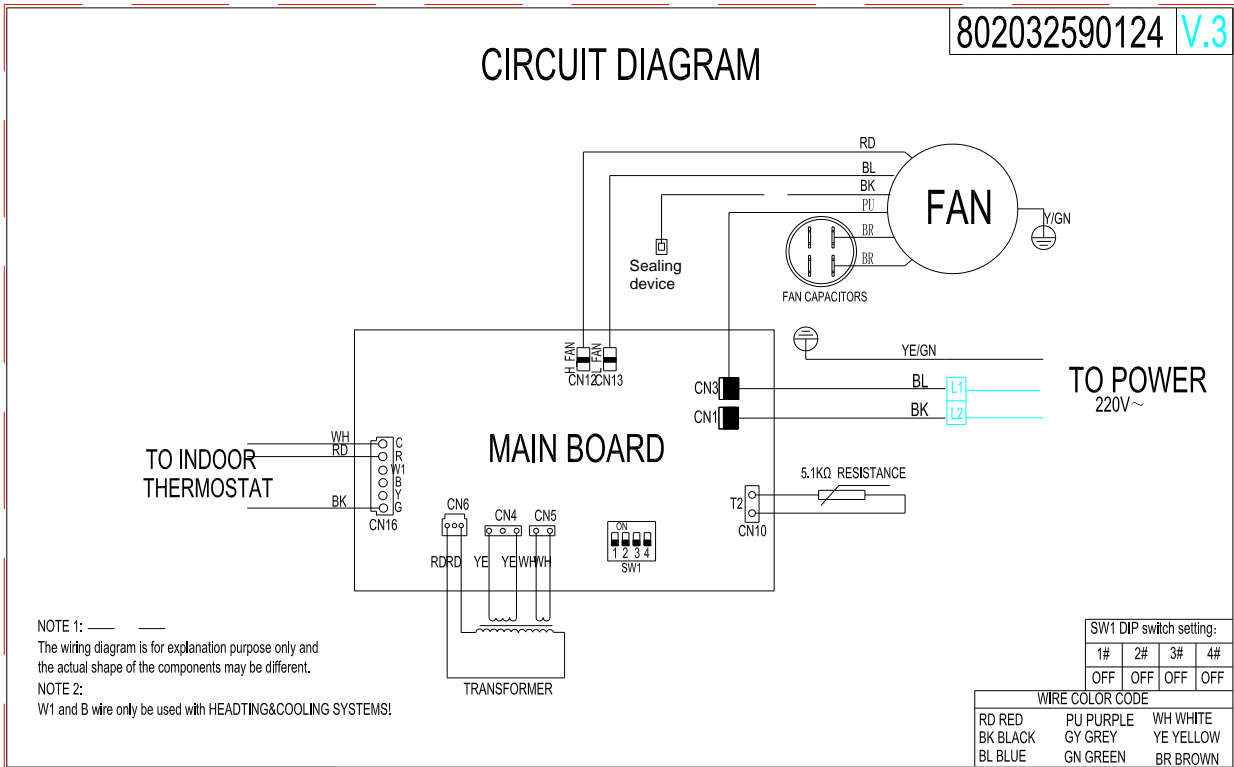 802032590124 V.3
CIRCUIT DIAGRAM
RD
BL
BK
PU
BR
BR
FAN
Y/GN
Sealing
device
FAN CAPACITORS
H_FAN
L_FAN
CN12
CN13
YE/GN
CN3
BL
L1
TO POWER
220V~
CN1
BK
L2
MAIN BOARD
TO INDOOR
THERMOSTAT
WH
RD
BK
C
R
W1
B
Y
G
CN16
5.1KΩ RESISTANCE
T2
CN10
CN6
CN4
CN5
ON
1 2 3 4
SW1
RD
RD
YE
YE
WH
WH
TRANSFORMER
NOTE 1:
The wiring diagram is for explanation purpose only and
the actual shape of the components may be different.
NOTE 2:
W1 and B wire only be used with HEADTING&COOLING SYSTEMS!
SW1 DIP switch setting:
1# 2# 3# 4#
OFF OFF OFF OFF
WIRE COLOR CODE
RD RED PU PURPLE WH WHITE
BK BLACK GY GREY YE YELLOW
BL BLUE GN GREEN BR BROWN